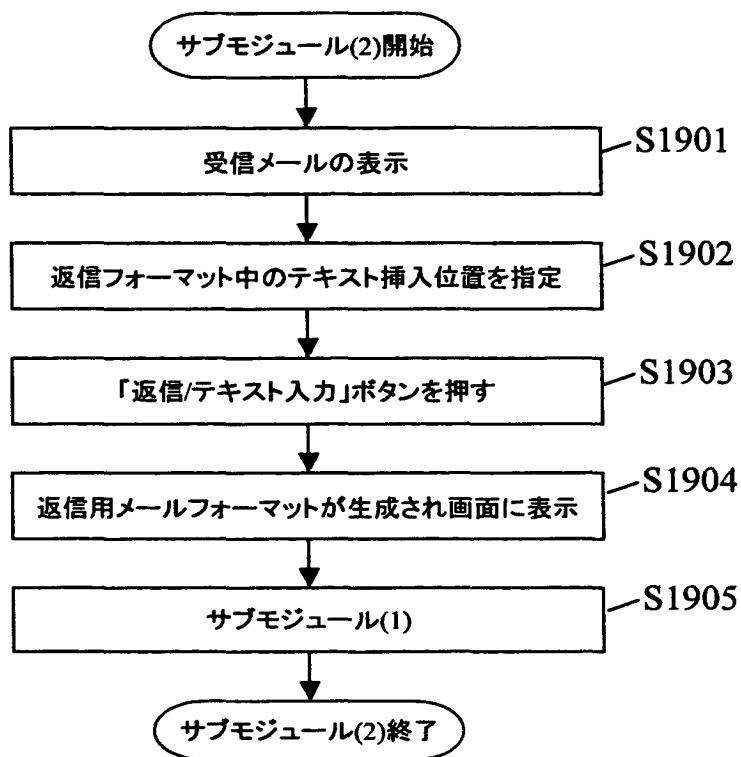 サブモジュール(2)開始
受信メールの表示
S1901
返信フォーマット中のテキスト挿入位置を指定
S1902
「返信/テキスト入力」ボタンを押す
S1903
返信用メールフォーマットが生成され画面に表示
S1904
サブモジュール(1)
S1905
サブモジュール(2)終了